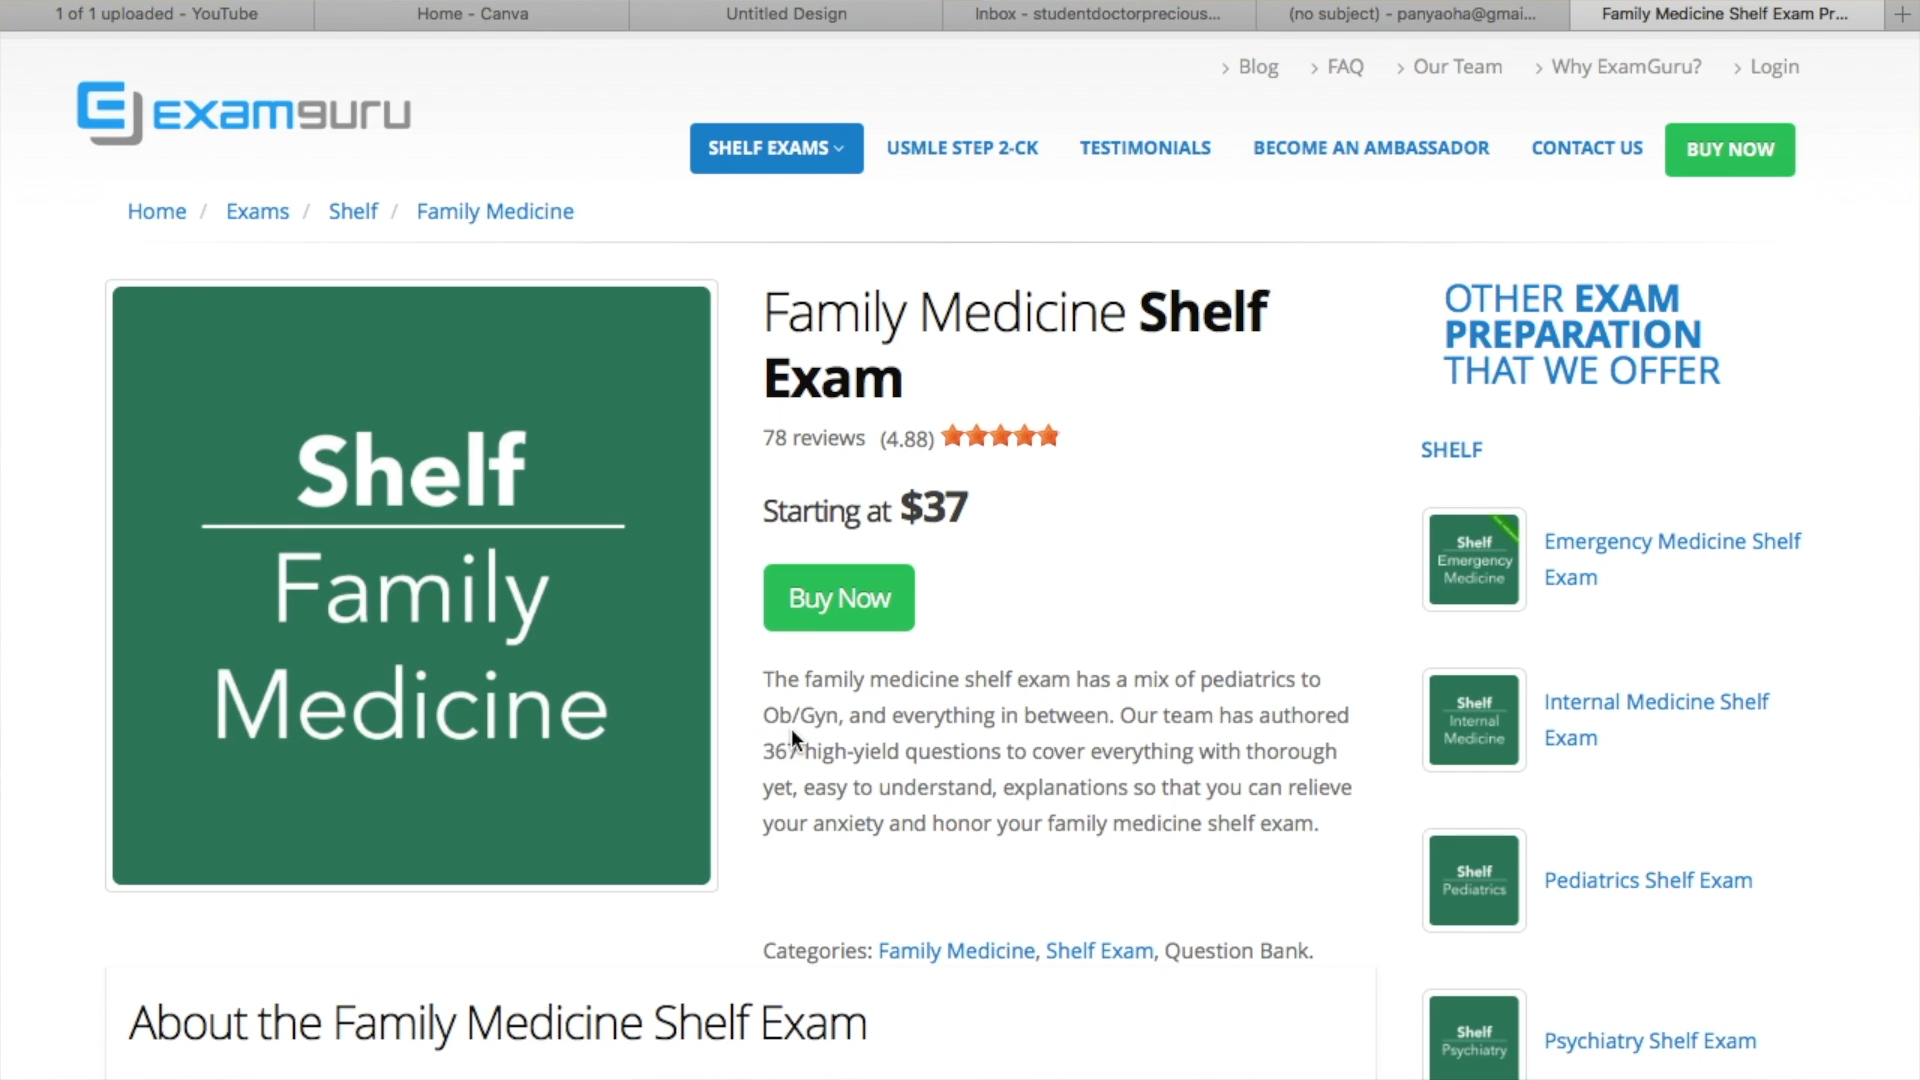 1 of 1 uploaded - YouTube
Home - Canva
Untitled Design
Inbox - studentdoctorprecious...
(no subject) - panyaoha@gmai...
Family Medicine Shelf Exam Pr...
> Blog
> FAQ
> Our Team
> Why ExamGuru?
> Login
examguru
SHELF EXAMS
USMLE STEP 2-CK
TESTIMONIALS
BECOME AN AMBASSADOR
CONTACT US
BUY NOW
Home / Exams / Shelf / Family Medicine
Shelf
Family
Medicine
Family Medicine Shelf
Exam
78 reviews (4.88)
Starting at $37
Buy Now
The family medicine shelf exam has a mix of pediatrics to
Ob/Gyn, and everything in between. Our team has authored
367 high-yield questions to cover everything with thorough
yet, easy to understand, explanations so that you can relieve
your anxiety and honor your family medicine shelf exam.
Categories: Family Medicine, Shelf Exam, Question Bank.
About the Family Medicine Shelf Exam
OTHER EXAM
PREPARATION
THAT WE OFFER
SHELF
Shelf
Emergency
Medicine
Emergency Medicine Shelf
Exam
Shelf
Internal
Medicine
Internal Medicine Shelf
Exam
Shelf
Pediatrics
Pediatrics Shelf Exam
Shelf
Psychiatry
Psychiatry Shelf Exam